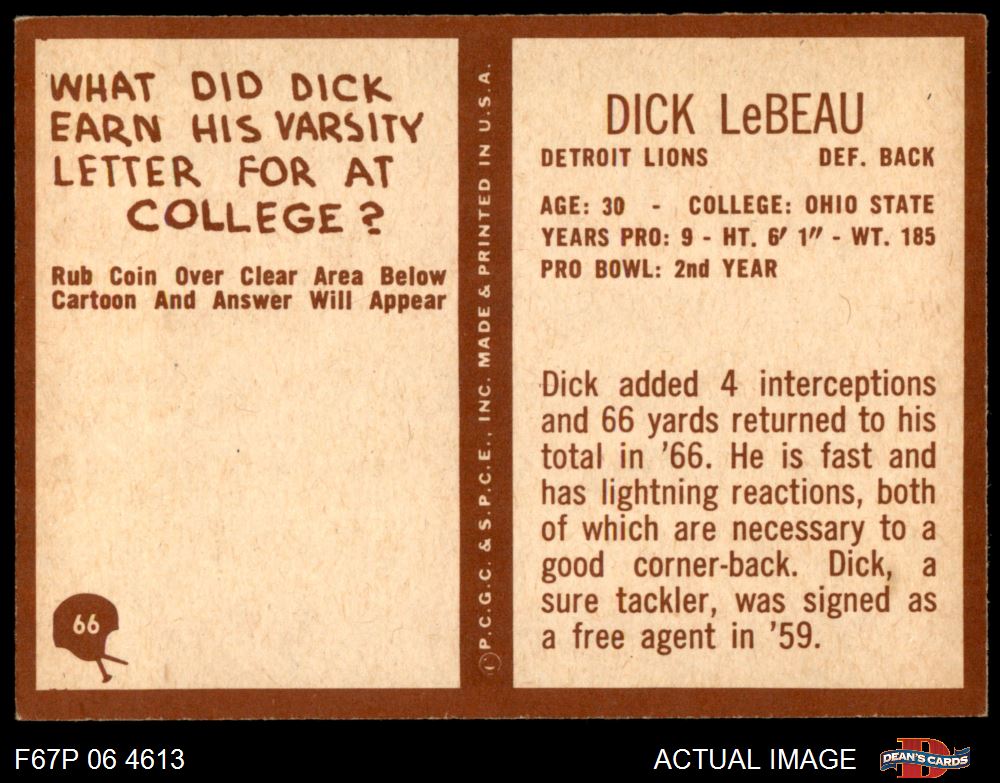 WHAT DID DICK
EARN HIS VARSITY
LETTER FOR AT
COLLEGE?
Rub Coin Over Clear Area Below
Cartoon And Answer Will Appear
66
© P.C.G.C. & S.P.C.E., INC. MADE & PRINTED IN U.S.A.
DICK LeBEAU
DETROIT LIONS DEF. BACK
AGE: 30 - COLLEGE: OHIO STATE
YEARS PRO: 9 - HT. 6' 1" - WT. 185
PRO BOWL: 2nd YEAR
Dick added 4 interceptions
and 66 yards returned to his
total in '66. He is fast and
has lightning reactions, both
of which are necessary to a
good corner-back. Dick, a
sure tackler, was signed as
a free agent in '59.
F67P 06 4613
ACTUAL IMAGE
DEAN'S CARDS